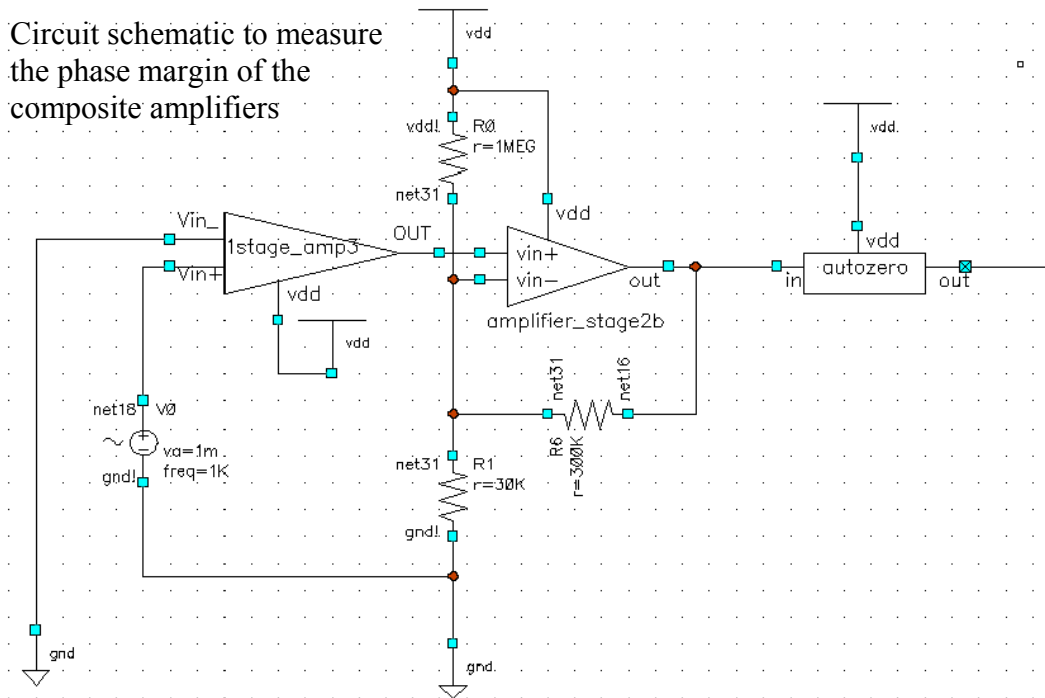 Circuit schematic to measure
the phase margin of the
composite amplifiers
vdd
vdd!
R0
r=1MEG
net31
vdd
vdd
Vin_
1stage_amp3
OUT
vdd
vin+
Vin+
vin-
out
in
autozero
out
vdd
amplifier_stage2b
vdd
net31
net16
net18
V0
va=1m
freq=1K
gnd!
R6
r=300K
net31
R1
r=30K
gnd!
gnd
gnd